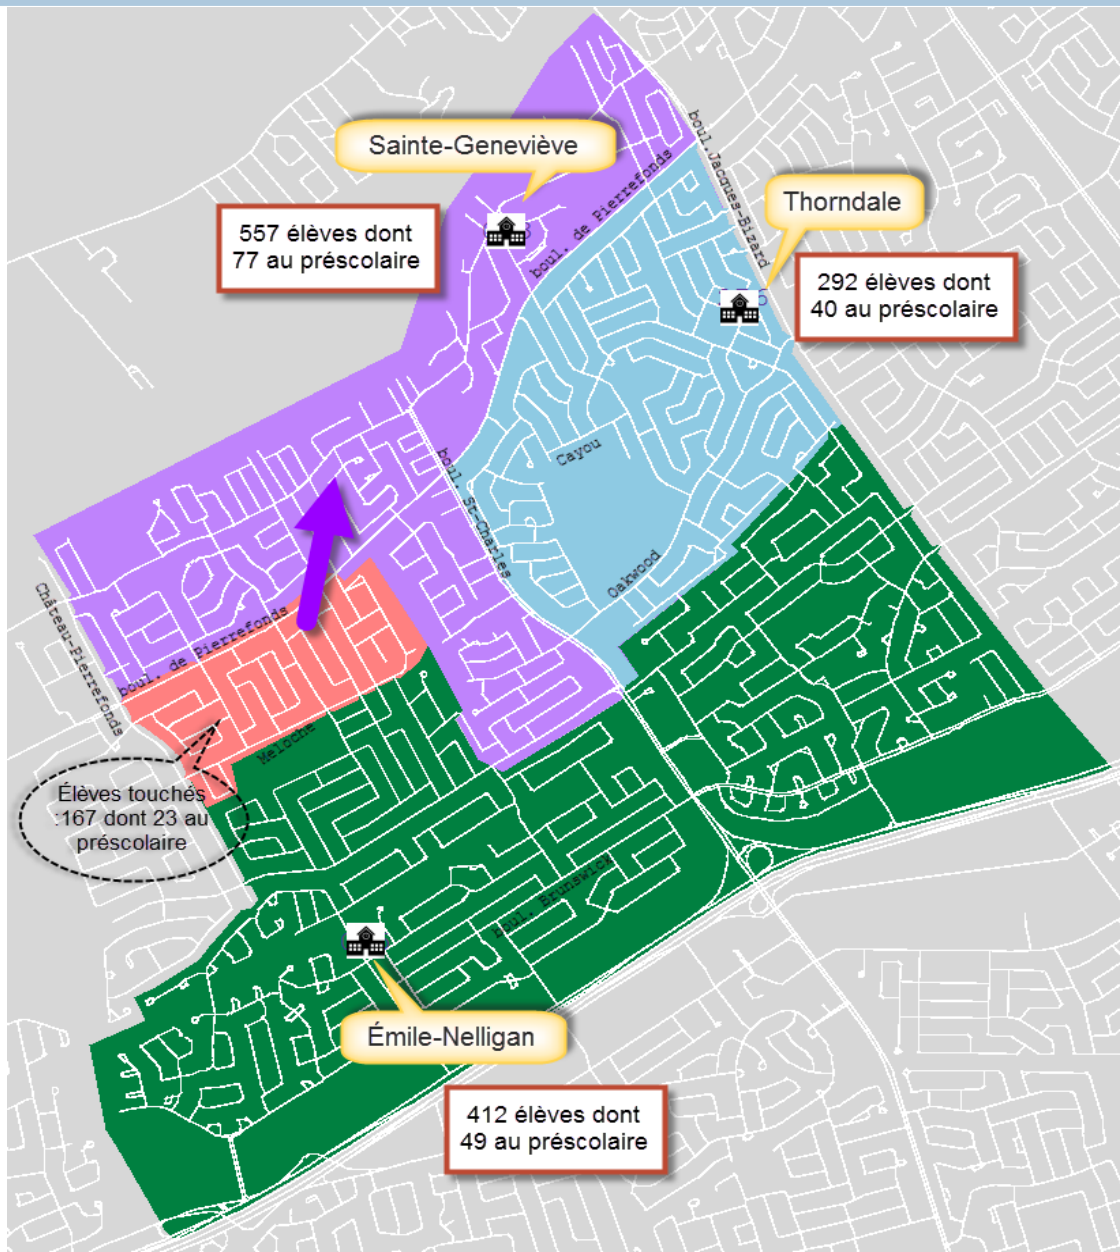 boul.Jacques-Bizard
Sainte-Geneviève
boul. de Pierrefonds
Thorndale
557 élèves dont
77 au préscolaire
292 élèves dont
40 au préscolaire
Cayou
boul. St-Charles
Oakwood
Château-Pierrefonds
boul. de Pierrefonds
Meloche
Élèves touchés
:167 dont 23 au
préscolaire
boul. Brunswick
Émile-Nelligan
412 élèves dont
49 au préscolaire